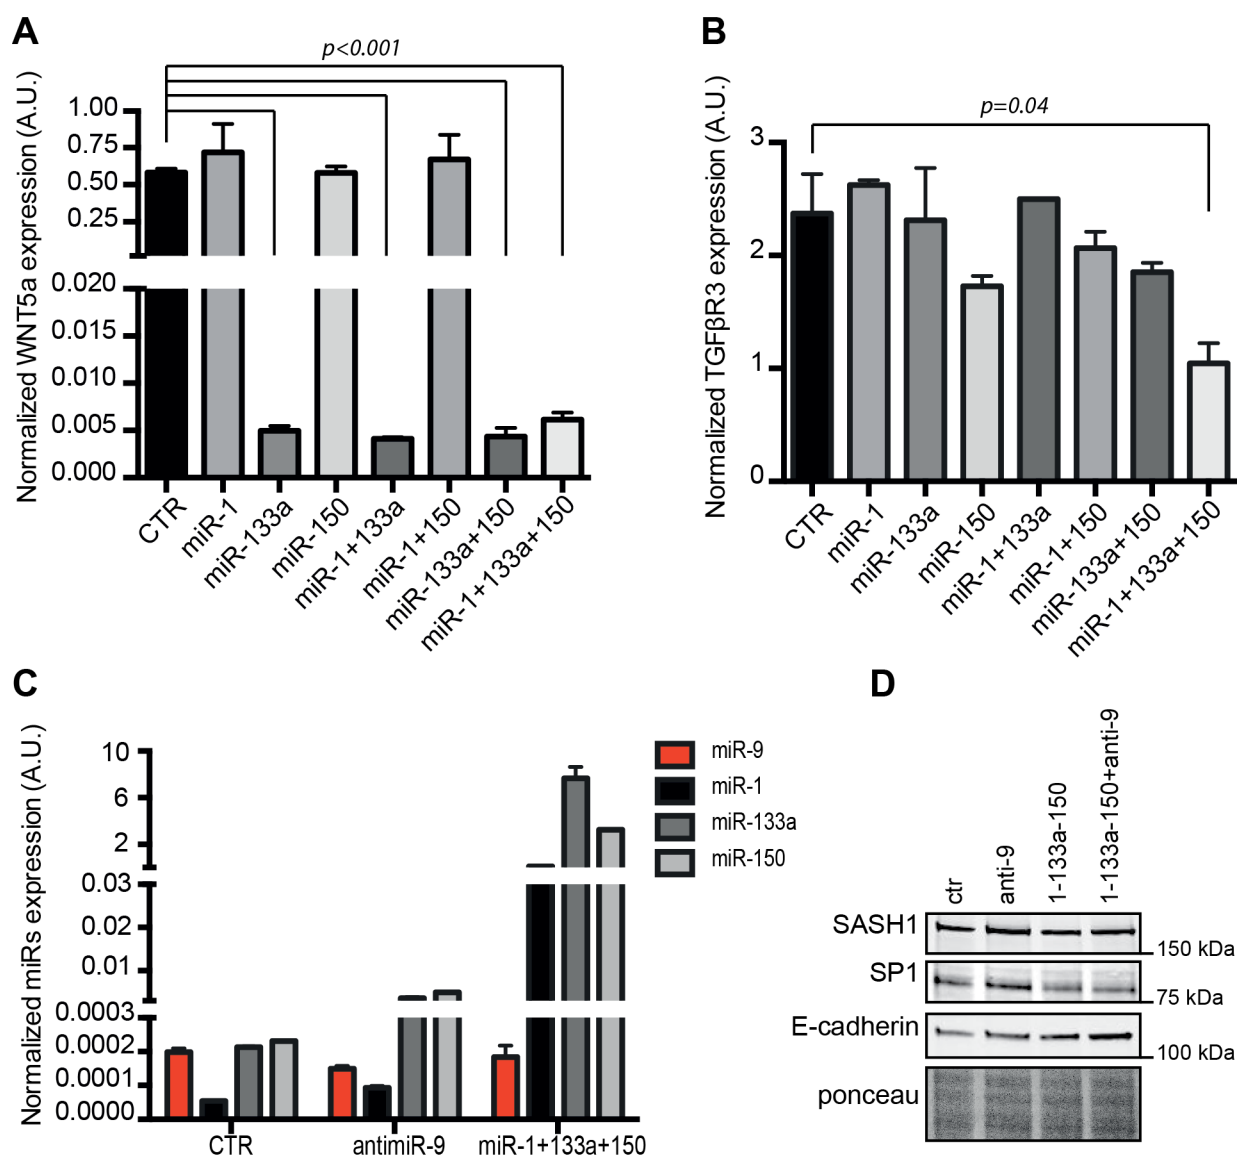 A
p<0.001
Normalized WNT5a expression (A.U.)
1.00
0.75
0.50
0.25
0.020
0.015
0.010
0.005
0.000
CTR
miR-1
miR-133a
miR-150
miR-1+133a
miR-1+150
miR-133a+150
miR-1+133a+150
B
p=0.04
Normalized TGFβR3 expression (A.U.)
3
2
1
0
CTR
miR-1
miR-133a
miR-150
miR-1+133a
miR-1+150
miR-133a+150
miR-1+133a+150
C
Normalized miRs expression (A.U.)
10
6
2
0.03
0.02
0.01
0.0003
0.0002
0.0001
0.0000
CTR
antimiR-9
miR-1+133a+150
miR-9
miR-1
miR-133a
miR-150
D
ctr
anti-9
1-133a-150
1-133a-150+anti-9
SASH1
150 kDa
SP1
75 kDa
E-cadherin
100 kDa
ponceau